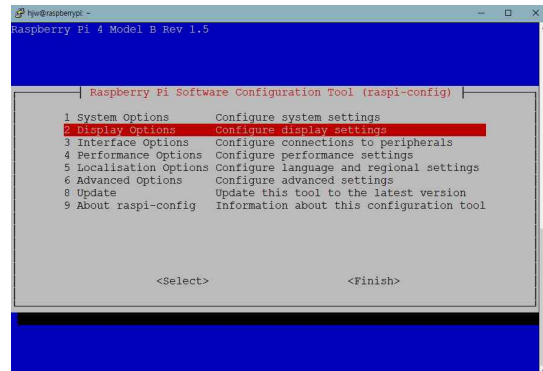 hjw@raspberrypi: ~
Raspberry Pi 4 Model B Rev 1.5
Raspberry Pi Software Configuration Tool (raspi-config)
1 System Options Configure system settings
2 Display Options Configure display settings
3 Interface Options Configure connections to peripherals
4 Performance Options Configure performance settings
5 Localisation Options Configure language and regional settings
6 Advanced Options Configure advanced settings
8 Update Update this tool to the latest version
9 About raspi-config Information about this configuration tool
<Select> <Finish>